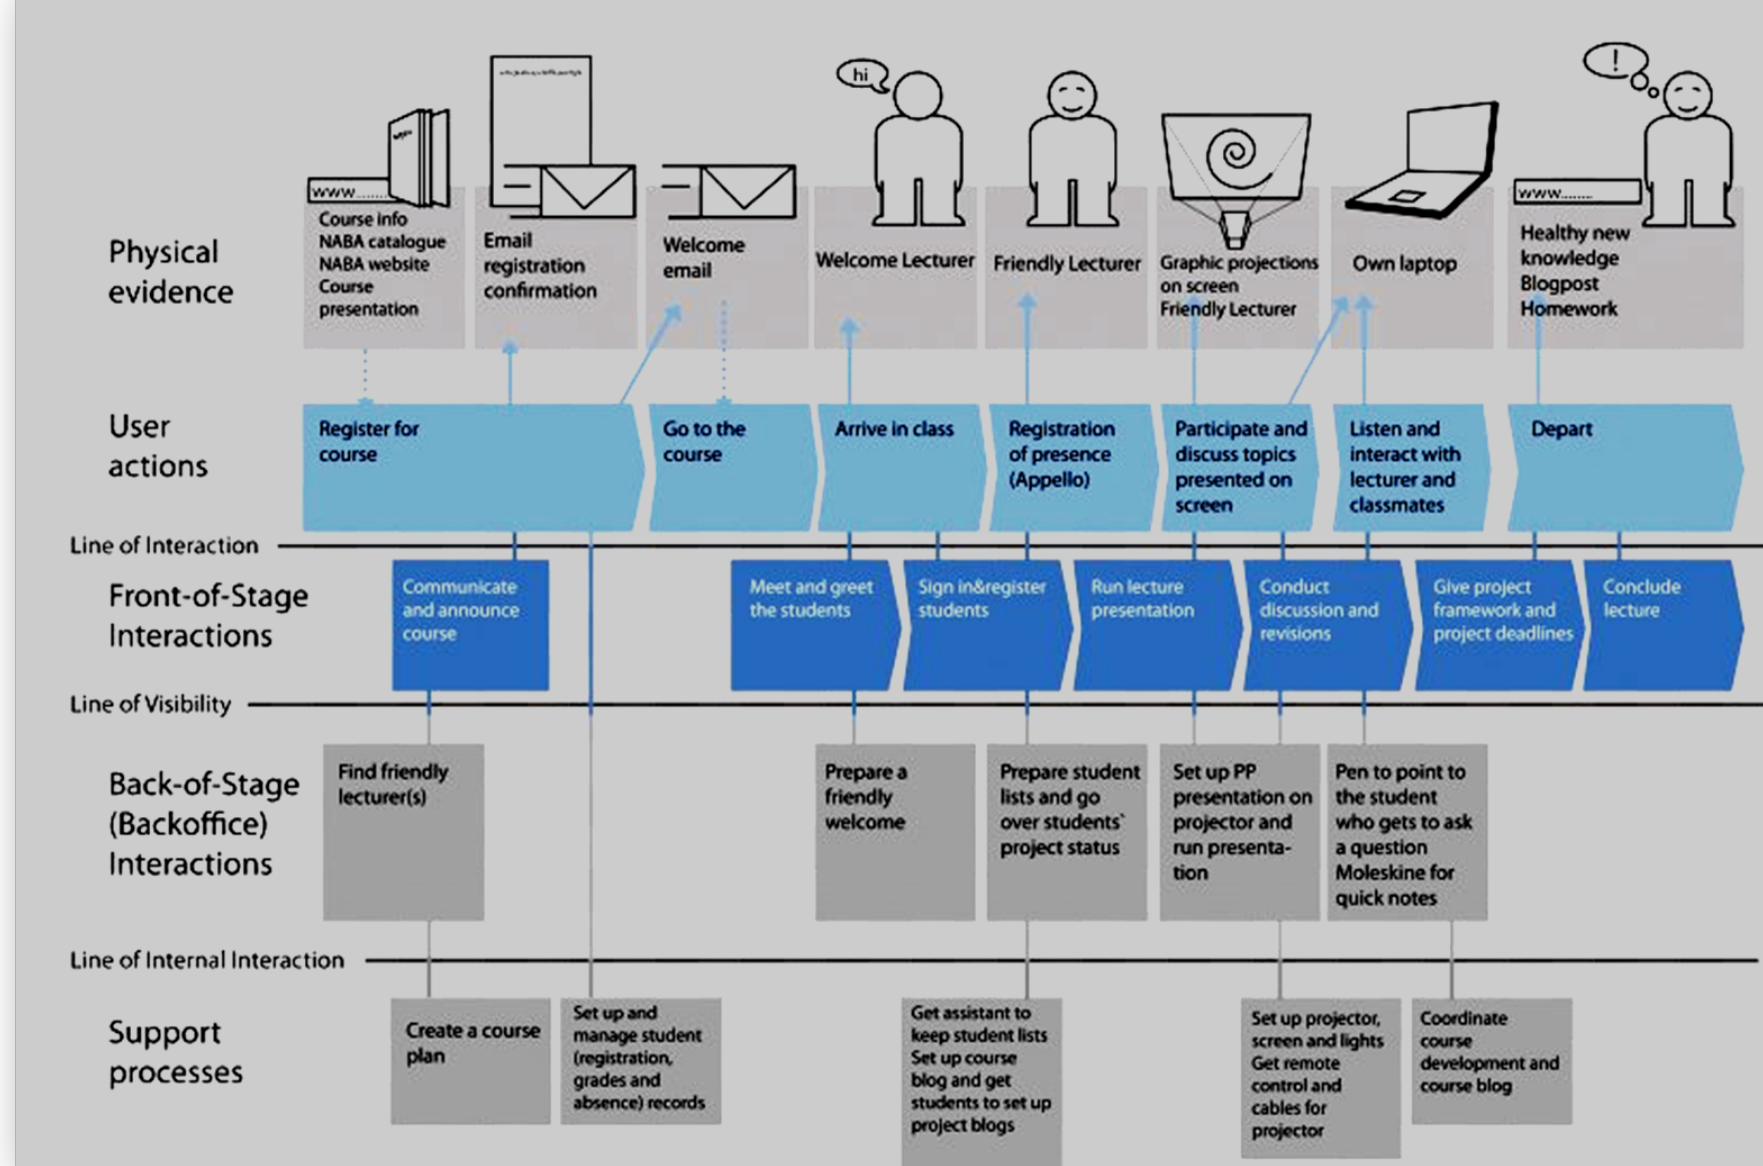 hi
!
www.......
www.......
Physical
evidence
Course info
NABA catalogue
NABA website
Course
presentation
Email
registration
confirmation
Welcome
email
Welcome Lecturer
Friendly Lecturer
Graphic projections
on screen
Friendly Lecturer
Own laptop
Healthy new
knowledge
Blogpost
Homework
User
actions
Register for
course
Go to the
course
Arrive in class
Registration
of presence
(Appello)
Participate and
discuss topics
presented on
screen
Listen and
interact with
lecturer and
classmates
Depart
Line of Interaction
Front-of-Stage
Interactions
Communicate
and announce
course
Meet and greet
the students
Sign in&register
students
Run lecture
presentation
Conduct
discussion and
revisions
Give project
framework and
project deadlines
Conclude
lecture
Line of Visibility
Back-of-Stage
(Backoffice)
Interactions
Find friendly
lecturer(s)
Prepare a
friendly
welcome
Prepare student
lists and go
over students`
project status
Set up PP
presentation on
projector and
run presenta-
tion
Pen to point to
the student
who gets to ask
a question
Moleskine for
quick notes
Line of Internal Interaction
Support
processes
Create a course
plan
Set up and
manage student
(registration,
grades and
absence) records
Get assistant to
keep student lists
Set up course
blog and get
students to set up
project blogs
Set up projector,
screen and lights
Get remote
control and
cables for
projector
Coordinate
course
development and
course blog